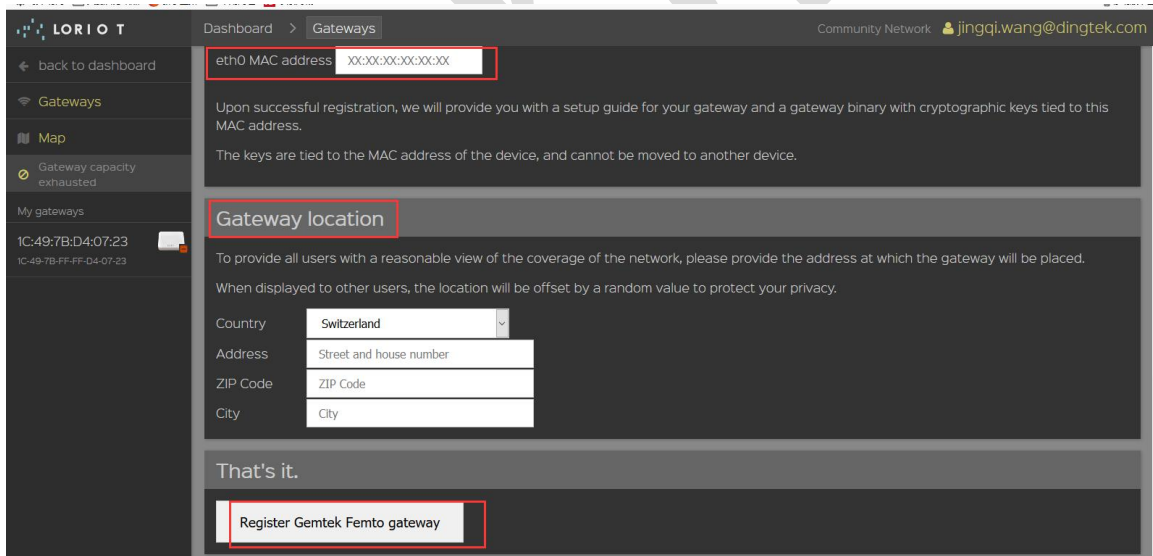 LORIOT
Dashboard > Gateways
Community Network jingqi.wang@dingtek.com
back to dashboard
Gateways
Map
Gateway capacity
exhausted
My gateways
1C:49:7B:D4:07:23
1C-49-7B-FF-FF-D4-07-23
eth0 MAC address XX:XX:XX:XX:XX:XX
Upon successful registration, we will provide you with a setup guide for your gateway and a gateway binary with cryptographic keys tied to this
MAC address.
The keys are tied to the MAC address of the device, and cannot be moved to another device.
Gateway location
To provide all users with a reasonable view of the coverage of the network, please provide the address at which the gateway will be placed.
When displayed to other users, the location will be offset by a random value to protect your privacy.
Country Switzerland
Address Street and house number
ZIP Code ZIP Code
City City
That's it.
Register Gemtek Femto gateway